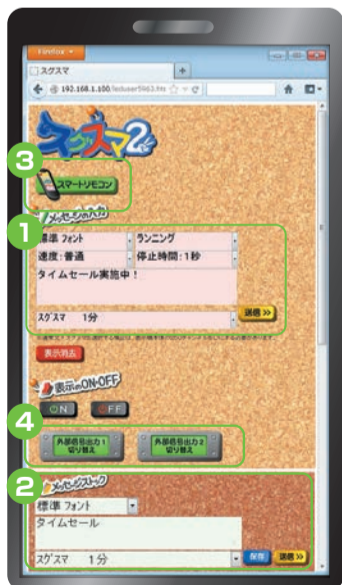 Firefox
スグスマ
192.168.1.100/leduser5963.htm
スグスマ2
3
スマートリモコン
メッセージの入力
1
標準 フォント
ランニング
速度:普通
停止時間:1秒
タイムセール実施中!
スグスマ 1分
送信 >>
表示消去
表示のON・OFF
ON
OFF
4
外部信号出力1
切り替え
外部信号出力2
切り替え
2
メッセージストック
標準 フォント
タイムセール
スグスマ 1分
保存
送信 >>